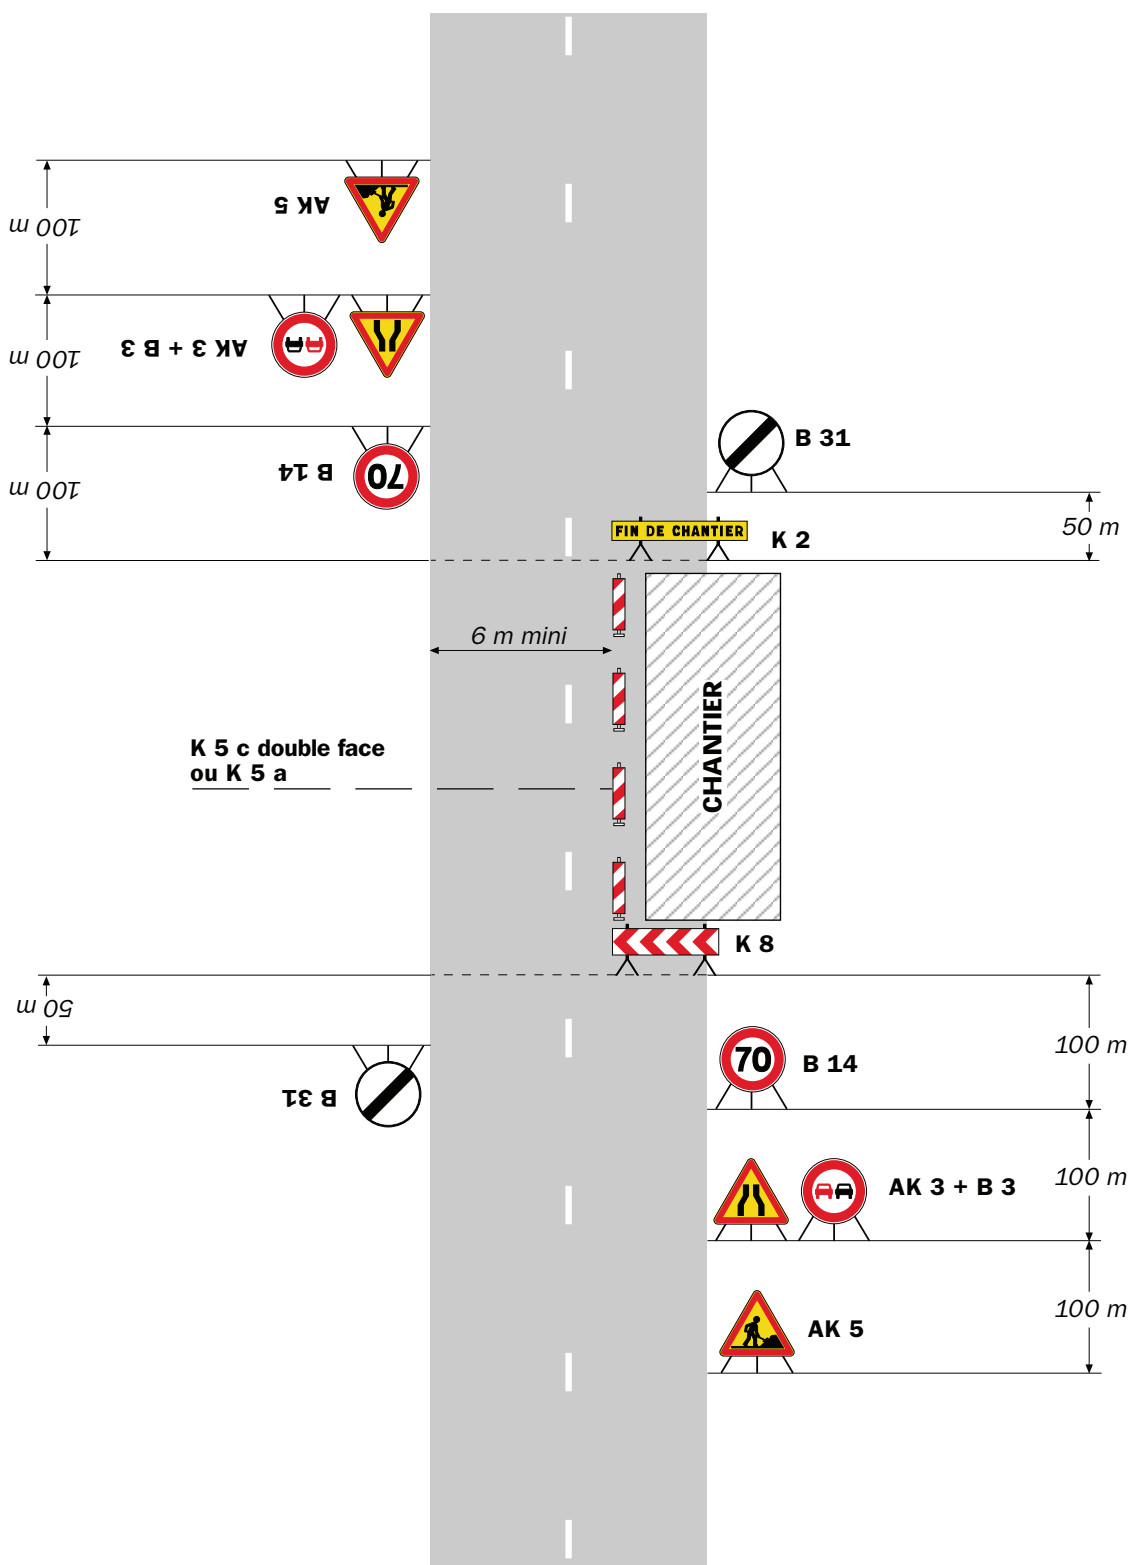 AK 5
100 m
AK 3 + B 3
100 m
B 14
70
100 m
B 31
50 m
FIN DE CHANTIER
K 2
6 m mini
CHANTIER
K 5 c double face
ou K 5 a
K 8
50 m
B 31
70
B 14
100 m
AK 3 + B 3
100 m
AK 5
100 m